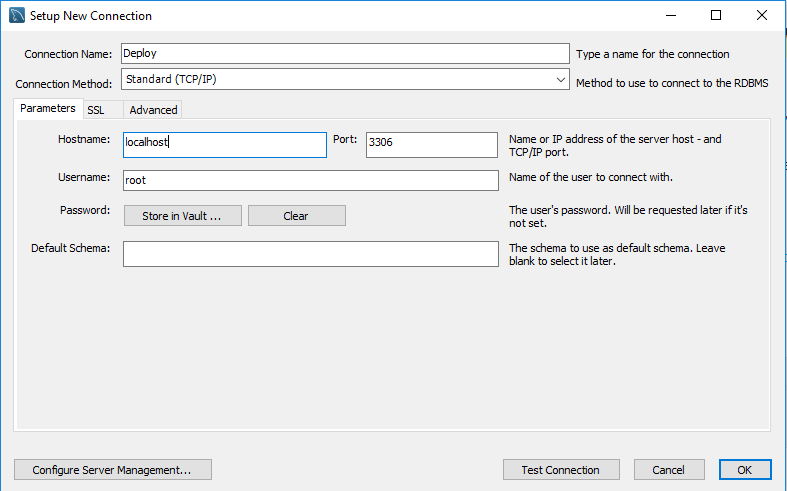 Setup New Connection
Connection Name: Deploy Type a name for the connection
Connection Method: Standard (TCP/IP) Method to use to connect to the RDBMS
Parameters SSL Advanced
Hostname: localhost Port: 3306 Name or IP address of the server host - and
TCP/IP port.
Username: root Name of the user to connect with.
Password: Store in Vault ... Clear The user's password. Will be requested later if it's
not set.
Default Schema: The schema to use as default schema. Leave
blank to select it later.
Configure Server Management... Test Connection Cancel OK